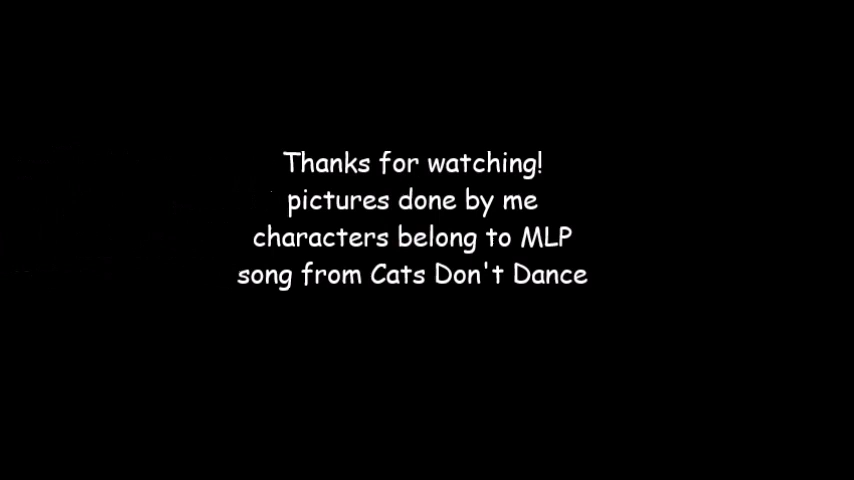 Thanks for watching!
pictures done by me
characters belong to MLP
song from Cats Don't Dance